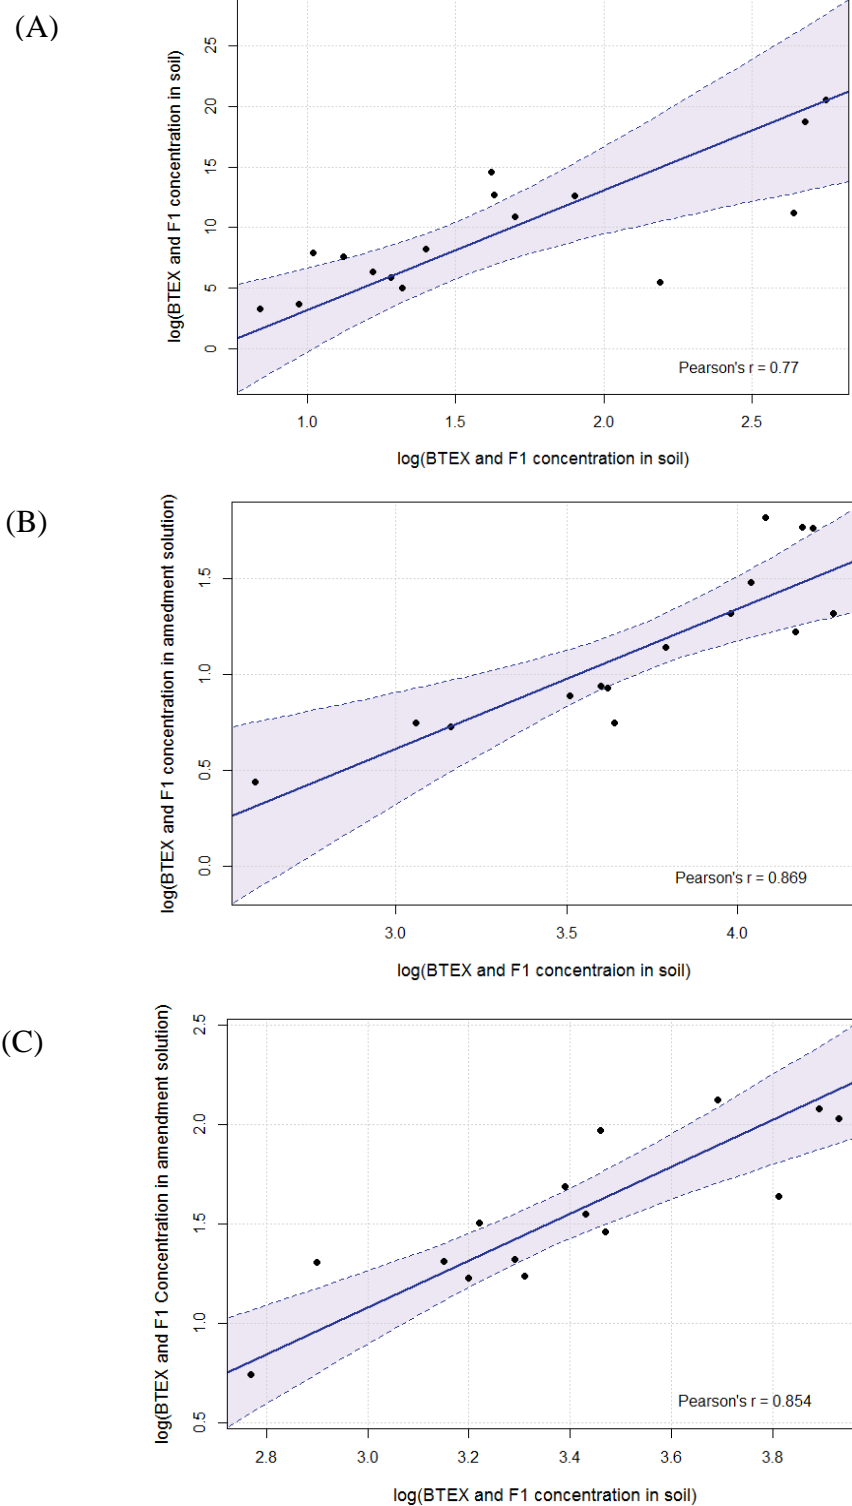 (A)
log(BTEX and F1 concentration in soil)
25
20
15
10
5
0
Pearson's r = 0.77
1.0 1.5 2.0 2.5
log(BTEX and F1 concentration in soil)
(B)
log(BTEX and F1 concentration in amedment solution)
1.5
1.0
0.5
0.0
Pearson's r = 0.869
3.0 3.5 4.0
log(BTEX and F1 concentraion in soil)
(C)
log(BTEX and F1 Concentration in amendment solution)
2.5
2.0
1.5
1.0
0.5
Pearson's r = 0.854
2.8 3.0 3.2 3.4 3.6 3.8
log(BTEX and F1 concentration in soil)